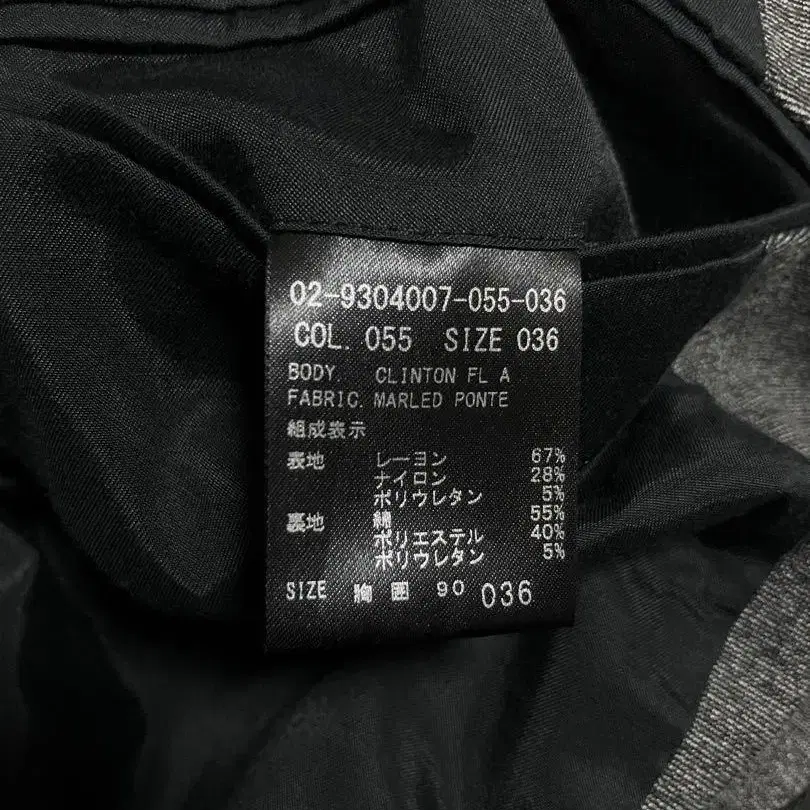 02-9304007-055-036
COL. 055 SIZE 036
BODY. CLINTON FL A
FABRIC. MARLED PONTE
組成表示
表地 レーヨン 67%
ナイロン 28%
ポリウレタン 5%
裏地 綿 55%
ポリエステル 40%
ポリウレタン 5%
SIZE 胸囲 90 036